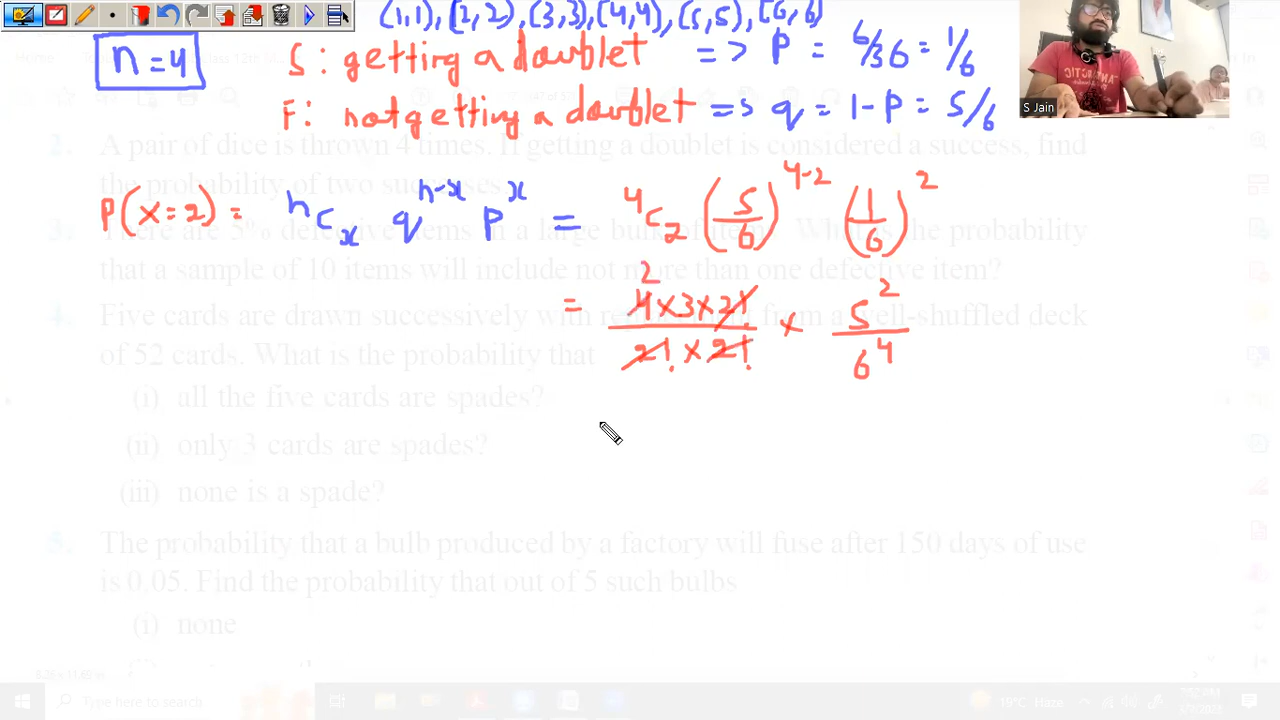 (1,1), (2,2), (3,3), (4,4), (5,5), (6,6)
n = 4
S : getting a doublet => p = 6/36 = 1/6
F : not getting a doublet => q = 1 - p = 5/6
S Jain
2. A pair of dice is thrown 4 times. If getting a doublet is considered a success, find
the probability of two successes
P(X=2) = ⁿCₓ qⁿ⁻ˣ pˣ = ⁴C₂ (5/6)⁴⁻² (1/6)²
3. There are 5% defective items in a large bulk of items. What is the probability
that a sample of 10 items will include not more than one defective item?
= 2 4×3×2! / 2!×2! × 5²/6⁴
4. Five cards are drawn successively with from a well-shuffled deck
of 52 cards. What is the probability that
(i) all the five cards are spades?
(ii) only 3 cards are spades?
(iii) none is a spade?
5. The probability that a bulb produced by a factory will fuse after 150 days of use
is 0.05. Find the probability that out of 5 such bulbs
(i) none
Type here to search
19°C Haze